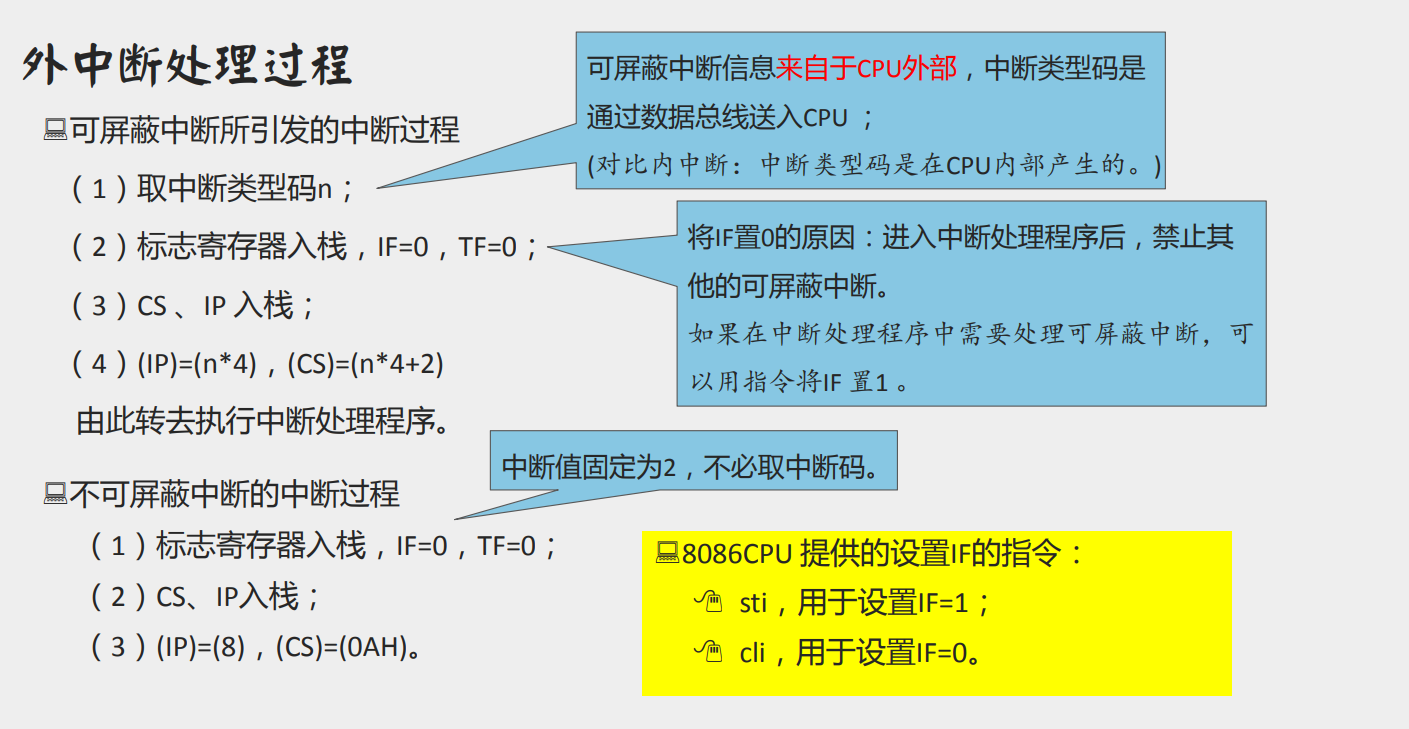 外中断处理过程
可屏蔽中断所引发的中断过程
（1）取中断类型码n；
（2）标志寄存器入栈，IF=0，TF=0；
（3）CS 、IP 入栈；
（4）(IP)=(n*4)，(CS)=(n*4+2)
由此转去执行中断处理程序。
可屏蔽中断信息来自于CPU外部，中断类型码是
通过数据总线送入CPU ；
(对比内中断：中断类型码是在CPU内部产生的。)
将IF置0的原因：进入中断处理程序后，禁止其
他的可屏蔽中断。
如果在中断处理程序中需要处理可屏蔽中断，可
以用指令将IF 置1 。
中断值固定为2，不必取中断码。
不可屏蔽中断的中断过程
（1）标志寄存器入栈，IF=0，TF=0；
（2）CS、IP入栈；
（3）(IP)=(8)，(CS)=(0AH)。
8086CPU 提供的设置IF的指令：
sti，用于设置IF=1；
cli，用于设置IF=0。